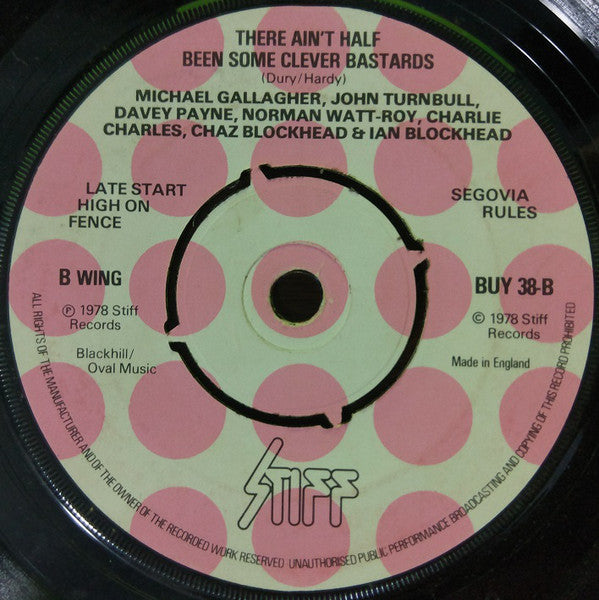 THERE AIN'T HALF
BEEN SOME CLEVER BASTARDS
(Dury/Hardy)
MICHAEL GALLAGHER, JOHN TURNBULL,
DAVEY PAYNE, NORMAN WATT-ROY, CHARLIE
CHARLES, CHAZ BLOCKHEAD & IAN BLOCKHEAD
LATE START
HIGH ON
FENCE
SEGOVIA
RULES
B WING
BUY 38-B
℗ 1978 Stiff
Records
© 1978 Stiff
Records
Blackhill/
Oval Music
Made in England
STIFF
ALL RIGHTS OF THE MANUFACTURER AND OF THE OWNER OF THE RECORDED WORK RESERVED UNAUTHORISED PUBLIC PERFORMANCE BROADCASTING AND COPYING OF THIS RECORD PROHIBITED